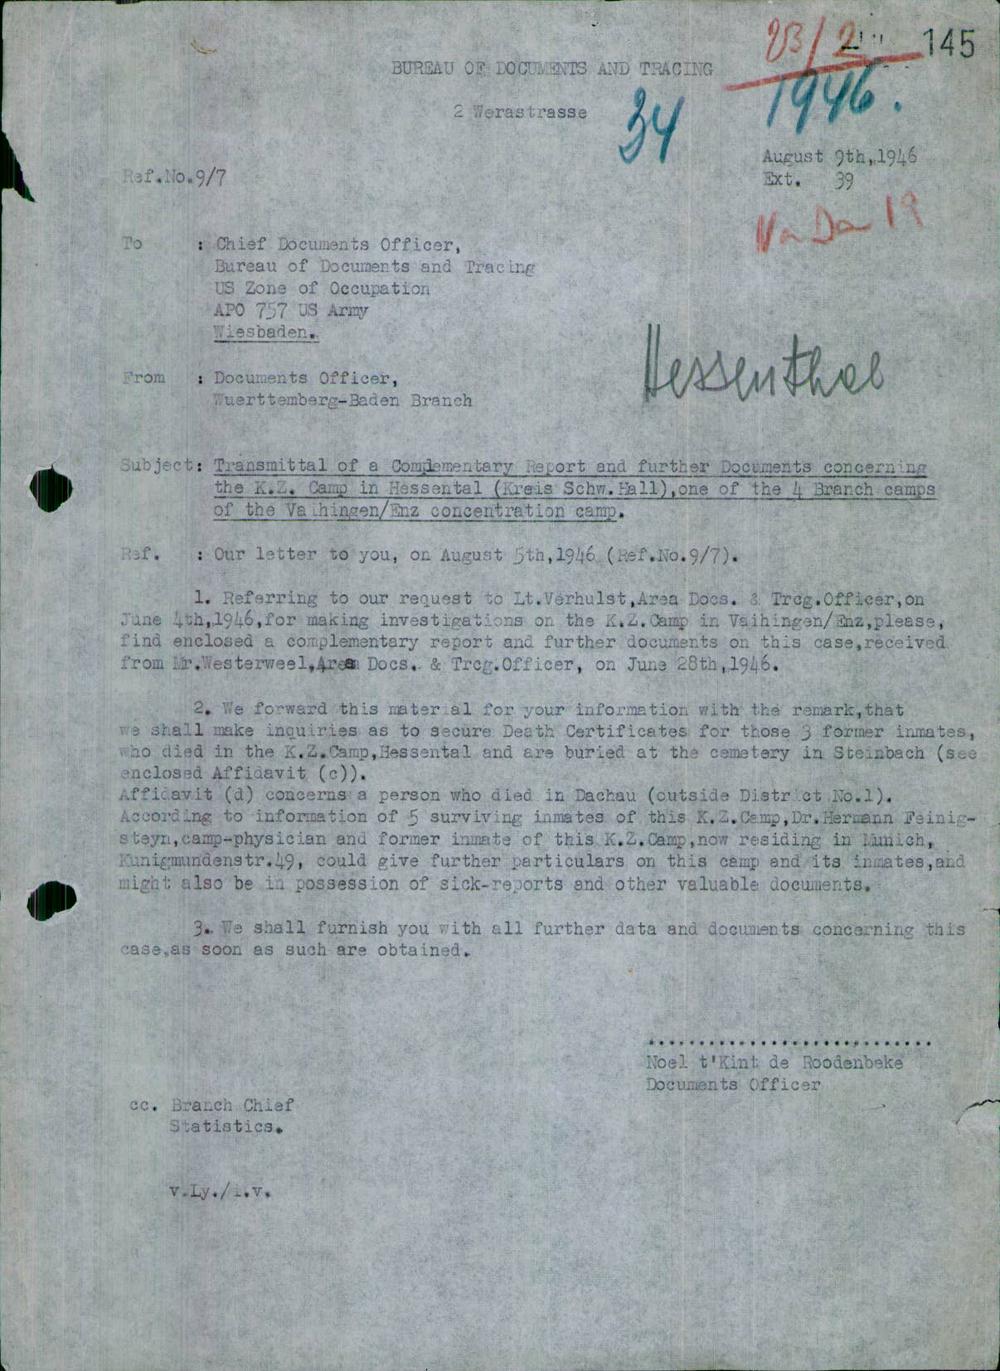 23/2 145
BUREAU OF DOCUMENTS AND TRACING
1946.
2 Werastrasse
34
August 9th,1946
Ref.No.9/7
Ext. 39
19
To : Chief Documents Officer,
Bureau of Documents and Tracing
US Zone of Occupation
APO 757 US Army
Wiesbaden.
Hessenthal
From : Documents Officer,
Wuerttemberg-Baden Branch
Subject: Transmittal of a Complementary Report and further Documents concerning
the K.Z. Camp in Hessental (Kreis Schw.Hall),one of the 4 Branch camps
of the Vaihingen/Enz concentration camp.
Ref. : Our letter to you, on August 5th,1946 (Ref.No.9/7).
1. Referring to our request to Lt.Verhulst,Area Docs. & Trcg.Officer,on
June 4th,1946,for making investigations on the K.Z.Camp in Vaihingen/Enz,please,
find enclosed a complementary report and further documents on this case,received
from Mr.Westerweel,Area Docs. & Trcg.Officer, on June 28th,1946.
2. We forward this material for your information with the remark,that
we shall make inquiries as to secure Death Certificates for those 3 former inmates,
who died in the K.Z.Camp,Hessental and are buried at the cemetery in Steinbach (see
enclosed Affidavit (c)).
Affidavit (d) concerns a person who died in Dachau (outside District No.1).
According to information of 5 surviving inmates of this K.Z.Camp,Dr.Hermann Feinig-
steyn,camp-physician and former inmate of this K.Z.Camp,now residing in Munich,
Kunigmundenstr.49, could give further particulars on this camp and its inmates,and
might also be in possession of sick-reports and other valuable documents.
3. We shall furnish you with all further data and documents concerning this
case,as soon as such are obtained.
............................
Noel t'Kint de Roodenbeke
Documents Officer
cc. Branch Chief
Statistics.
v.Ly./i.v.